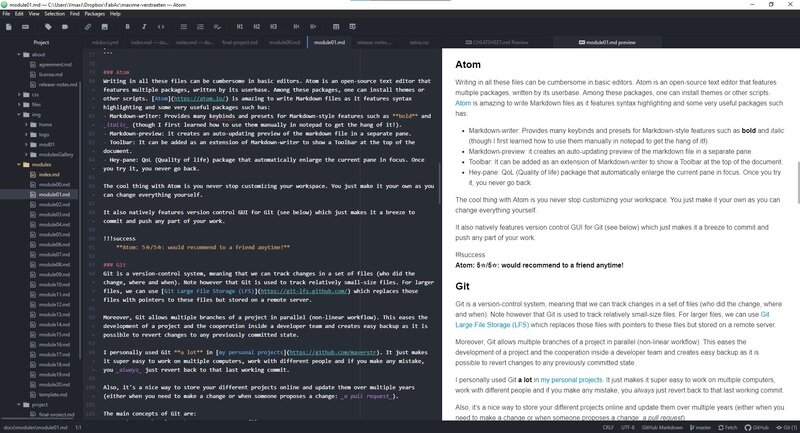 module01.md — C:\Users\Vmax\Dropbox\FabAc\maxime-verstraeten — Atom
File Edit View Selection Find Packages Help
Project
mkdocs.yml
index.md — do...
index.md — do...
final-project.md
module00.md
module01.md
release-notes....
extra.css
CHEATSHEET.md Preview
module01.md preview
about
agreement.md
license.md
release-notes.md
css
files
img
home
logo
mod01
modulesGallery
modules
index.md
module00.md
module01.md
module02.md
module03.md
module04.md
module05.md
module06.md
module07.md
module08.md
module09.md
module10.md
module11.md
module12.md
module13.md
module14.md
module15.md
module16.md
module17.md
module18.md
module19.md
module20.md
template.md
project
final-project.md
### Atom
Writing in all these files can be cumbersome in basic editors. Atom is an open-source text editor that
features multiple packages, written by its userbase. Among these packages, one can install themes or
other scripts. [Atom](https://atom.io/) is amazing to write Markdown files as it features syntax
highlighting and some very useful packages such has:
- Markdown-writer: Provides many keybinds and presets for Markdown-style features such as **bold** and
_italic_ (though I first learned how to use them manually in notepad to get the hang of it!).
- Markdown-preview: it creates an auto-updating preview of the markdown file in a separate pane.
- Toolbar: It can be added as an extension of Markdown-writer to show a Toolbar at the top of the
document.
- Hey-pane: QoL (Quality of life) package that automatically enlarge the current pane in focus. Once
you try it, you never go back.
The cool thing with Atom is you never stop customizing your workspace. You just make it your own as you
can change everything yourself.
It also natively features version control GUI for Git (see below) which just makes it a breeze to
commit and push any part of your work.
!!!success
**Atom: 5☆/5☆: would recommend to a friend anytime!**
### Git
Git is a version-control system, meaning that we can track changes in a set of files (who did the
change, where and when). Note however that Git is used to track relatively small-size files. For larger
files, we can use [Git Large File Storage (LFS)](https://git-lfs.github.com/) which replaces those
files with pointers to these files but stored on a remote server.
Moreover, Git allows multiple branches of a project in parallel (non-linear workflow). This eases the
development of a project and the cooperation inside a developer team and creates easy backup as it is
possible to revert changes to any previously committed state.
I personally used Git **a lot** in [my personal projects](https://github.com/maverstr). It just makes
it super easy to work on multiple computers, work with different people and if you make any mistake,
you _always_ just revert back to that last working commit.
Also, it's a nice way to store your different projects online and update them over multiple years
(either when you need to make a change or when someone proposes a change: _a pull request_).
The main concepts of Git are:
Atom
Writing in all these files can be cumbersome in basic editors. Atom is an open-source text editor that features
multiple packages, written by its userbase. Among these packages, one can install themes or other scripts.
Atom is amazing to write Markdown files as it features syntax highlighting and some very useful packages such
has:
• Markdown-writer: Provides many keybinds and presets for Markdown-style features such as bold and italic
(though I first learned how to use them manually in notepad to get the hang of it!)
• Markdown-preview: it creates an auto-updating preview of the markdown file in a separate pane.
• Toolbar: It can be added as an extension of Markdown-writer to show a Toolbar at the top of the document.
• Hey-pane: QoL (Quality of life) package that automatically enlarge the current pane in focus. Once you try
it, you never go back.
The cool thing with Atom is you never stop customizing your workspace. You just make it your own as you can
change everything yourself.
It also natively features version control GUI for Git (see below) which just makes it a breeze to commit and
push any part of your work.
!!!success
Atom: 5☆/5☆: would recommend to a friend anytime!
Git
Git is a version-control system, meaning that we can track changes in a set of files (who did the change, where
and when). Note however that Git is used to track relatively small-size files. For larger files, we can use Git
Large File Storage (LFS) which replaces those files with pointers to these files but stored on a remote server.
Moreover, Git allows multiple branches of a project in parallel (non-linear workflow). This eases the
development of a project and the cooperation inside a developer team and creates easy backup as it is possible
to revert changes to any previously committed state.
I personally used Git a lot in my personal projects. It just makes it super easy to work on multiple computers,
work with different people and if you make any mistake, you always just revert back to that last working commit.
Also, it's a nice way to store your different projects online and update them over multiple years (either when you
need to make a change or when someone proposes a change: a pull request)
docs\modules\module01.md 1:1
CRLF UTF-8 GitHub Markdown master Fetch GitHub Git (1)